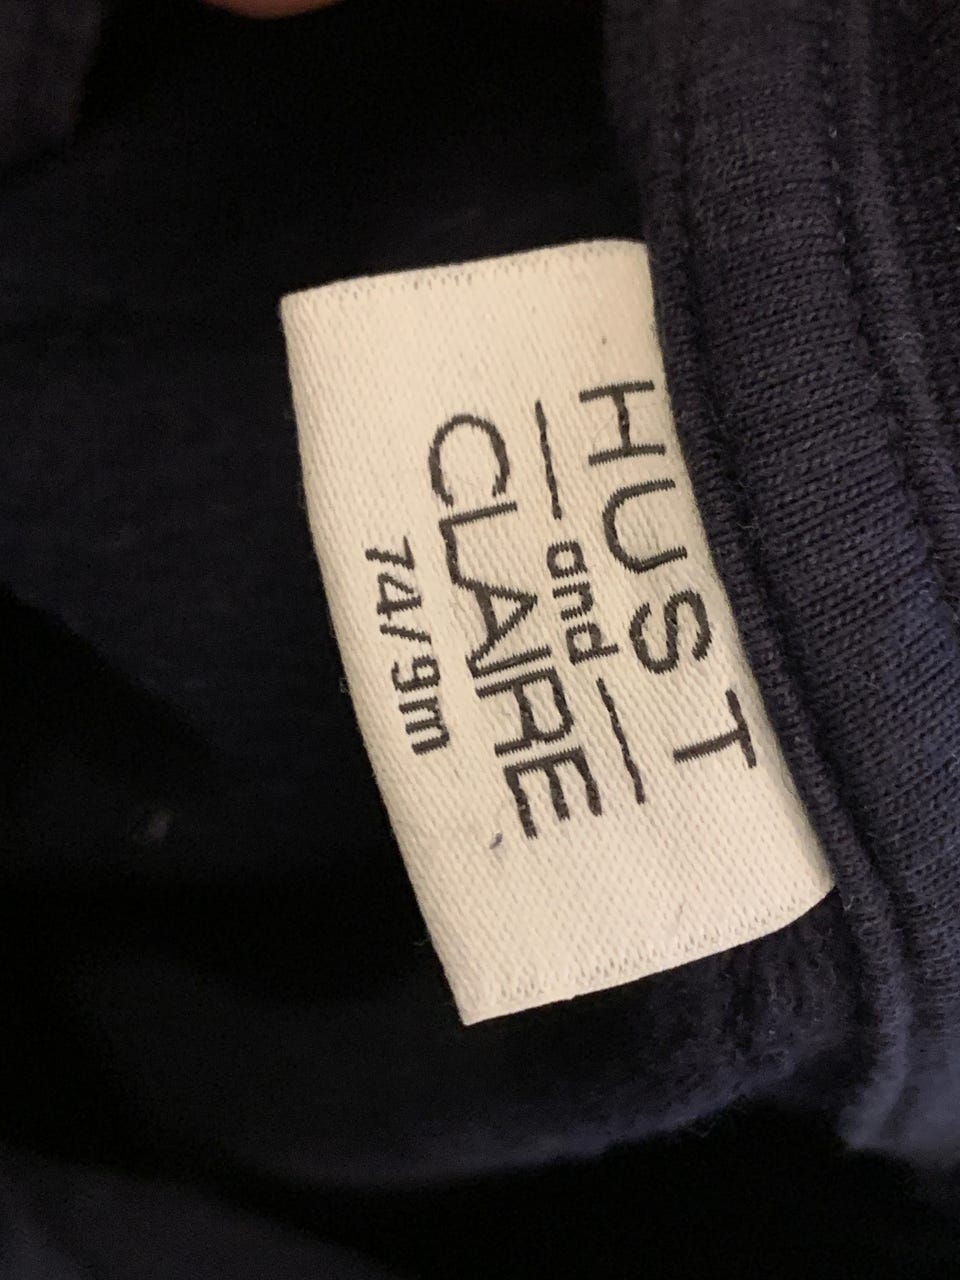 HUST
and
CLAIRE
74/9m